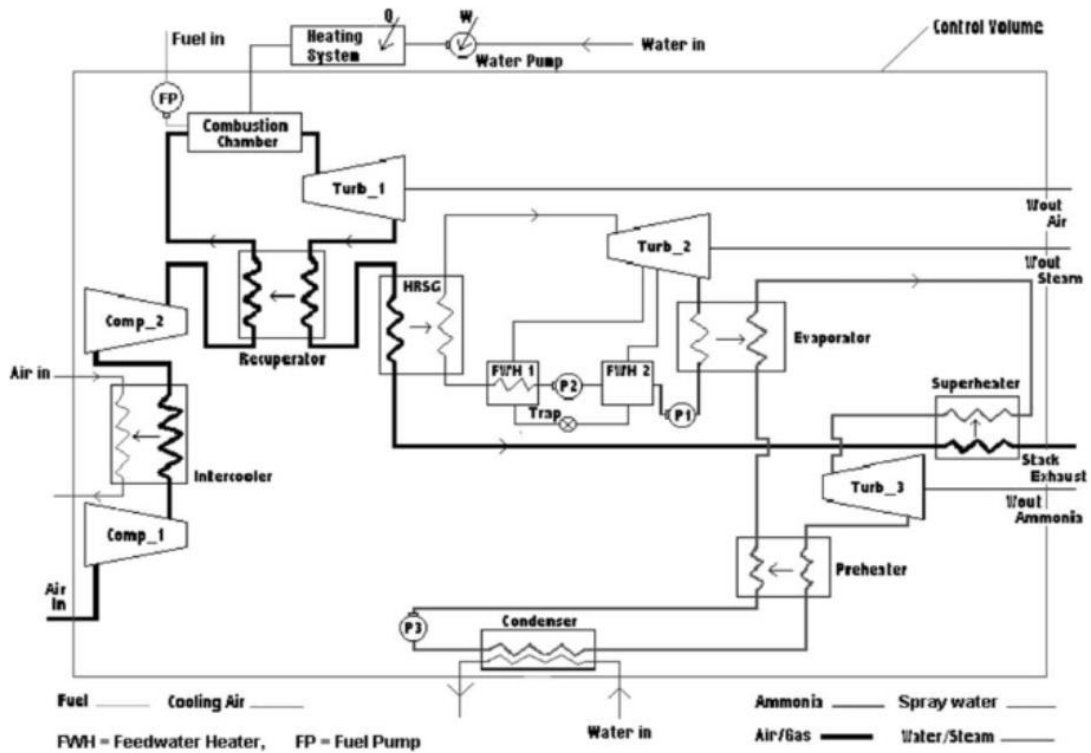 Q
W
Fuel in
Heating
System
Water in
Water Pump
Control Volume
FP
Combustion
Chamber
Turb_1
Wout
Air
Turb_2
Wout
Steam
HRSG
Comp_2
Evaporator
Recuperator
FWH 1
P2
FWH 2
Air in
Superheater
Trap
P1
Intercooler
Stack
Exhaust
Turb_3
Wout
Ammonia
Comp_1
Preheater
Air
In
P3
Condenser
Fuel
Cooling Air
Ammonia
Spray water
Water in
FWH = Feedwater Heater, FP = Fuel Pump
Air/Gas
Water/Steam